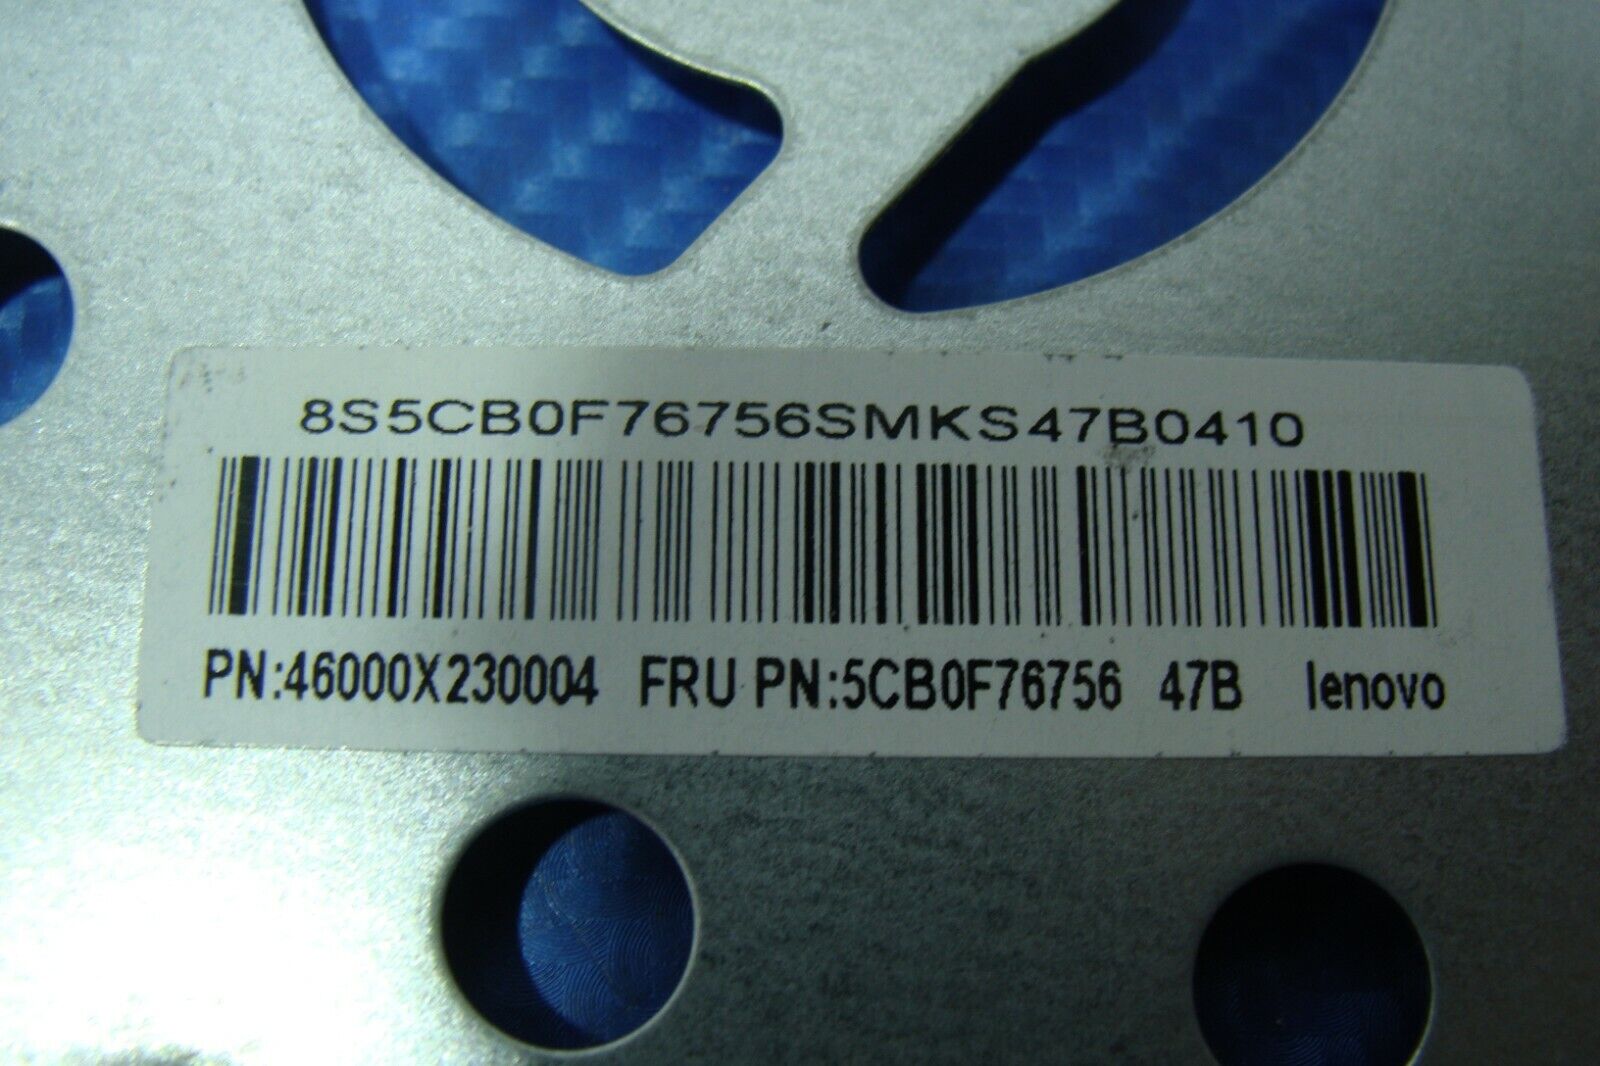 8S5CB0F76756SMKS47B0410
PN:46000X230004 FRU PN:5CB0F76756 47B lenovo